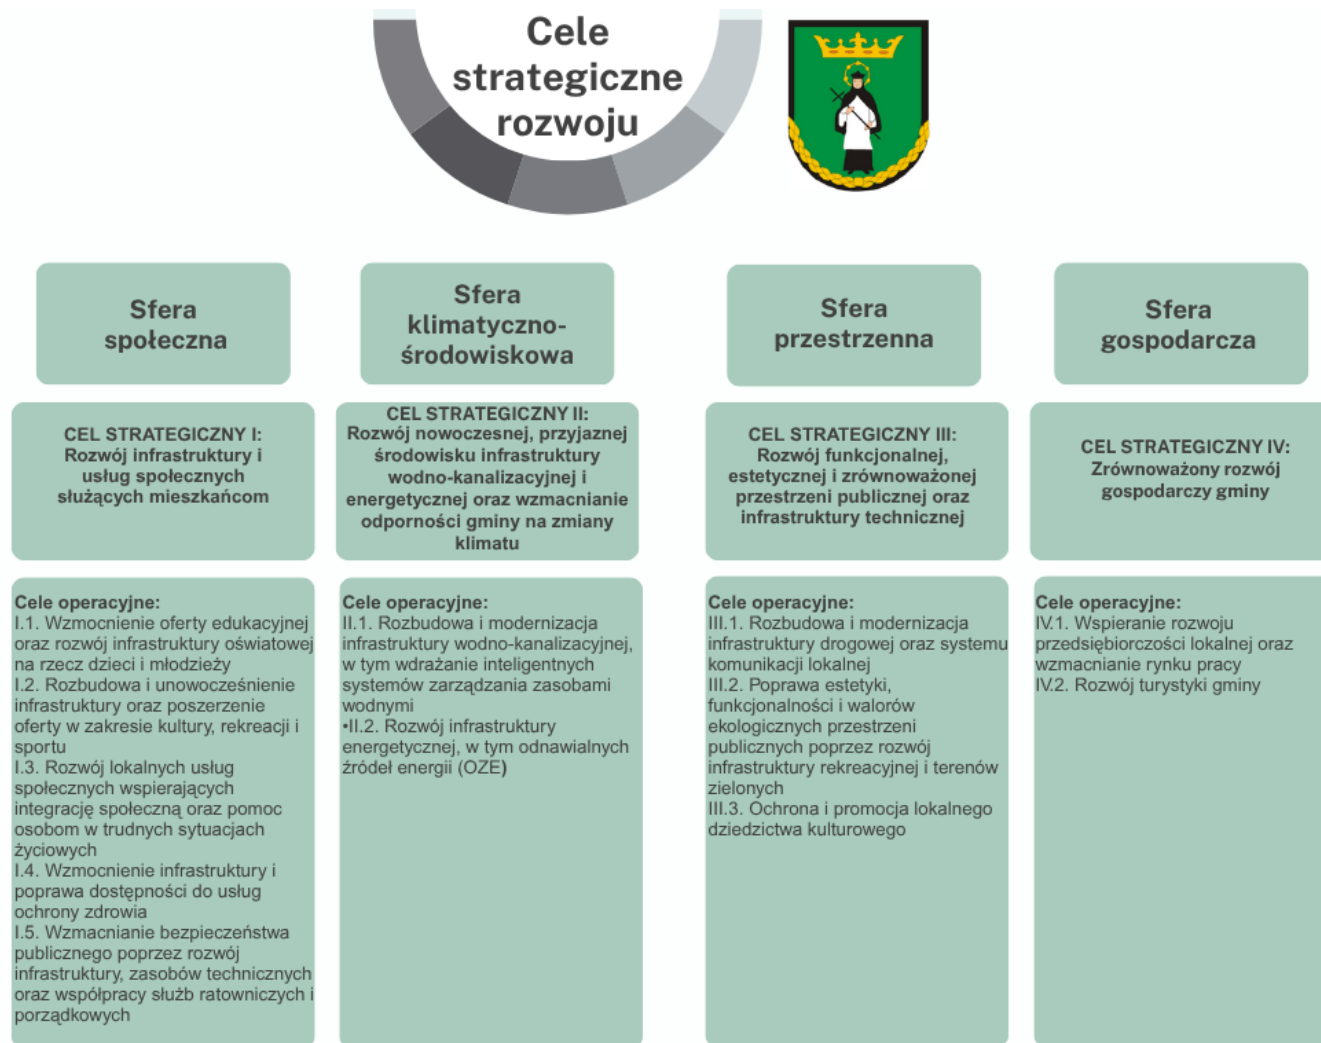 Cele
strategiczne
rozwoju
Sfera
społeczna
Sfera
klimatyczno-
środowiskowa
Sfera
przestrzenna
Sfera
gospodarcza
CEL STRATEGICZNY I:
Rozwój infrastruktury i
usług społecznych
służących mieszkańcom
CEL STRATEGICZNY II:
Rozwój nowoczesnej, przyjaznej
środowisku infrastruktury
wodno-kanalizacyjnej i
energetycznej oraz wzmacnianie
odporności gminy na zmiany
klimatu
CEL STRATEGICZNY III:
Rozwój funkcjonalnej,
estetycznej i zrównoważonej
przestrzeni publicznej oraz
infrastruktury technicznej
CEL STRATEGICZNY IV:
Zrównoważony rozwój
gospodarczy gminy
Cele operacyjne:
I.1. Wzmocnienie oferty edukacyjnej
oraz rozwój infrastruktury oświatowej
na rzecz dzieci i młodzieży
I.2. Rozbudowa i unowocześnienie
infrastruktury oraz poszerzenie
oferty w zakresie kultury, rekreacji i
sportu
I.3. Rozwój lokalnych usług
społecznych wspierających
integrację społeczną oraz pomoc
osobom w trudnych sytuacjach
życiowych
I.4. Wzmocnienie infrastruktury i
poprawa dostępności do usług
ochrony zdrowia
I.5. Wzmacnianie bezpieczeństwa
publicznego poprzez rozwój
infrastruktury, zasobów technicznych
oraz współpracy służb ratowniczych i
porządkowych
Cele operacyjne:
II.1. Rozbudowa i modernizacja
infrastruktury wodno-kanalizacyjnej,
w tym wdrażanie inteligentnych
systemów zarządzania zasobami
wodnymi
•II.2. Rozwój infrastruktury
energetycznej, w tym odnawialnych
źródeł energii (OZE)
Cele operacyjne:
III.1. Rozbudowa i modernizacja
infrastruktury drogowej oraz systemu
komunikacji lokalnej
III.2. Poprawa estetyki,
funkcjonalności i walorów
ekologicznych przestrzeni
publicznych poprzez rozwój
infrastruktury rekreacyjnej i terenów
zielonych
III.3. Ochrona i promocja lokalnego
dziedzictwa kulturowego
Cele operacyjne:
IV.1. Wspieranie rozwoju
przedsiębiorczości lokalnej oraz
wzmacnianie rynku pracy
IV.2. Rozwój turystyki gminy